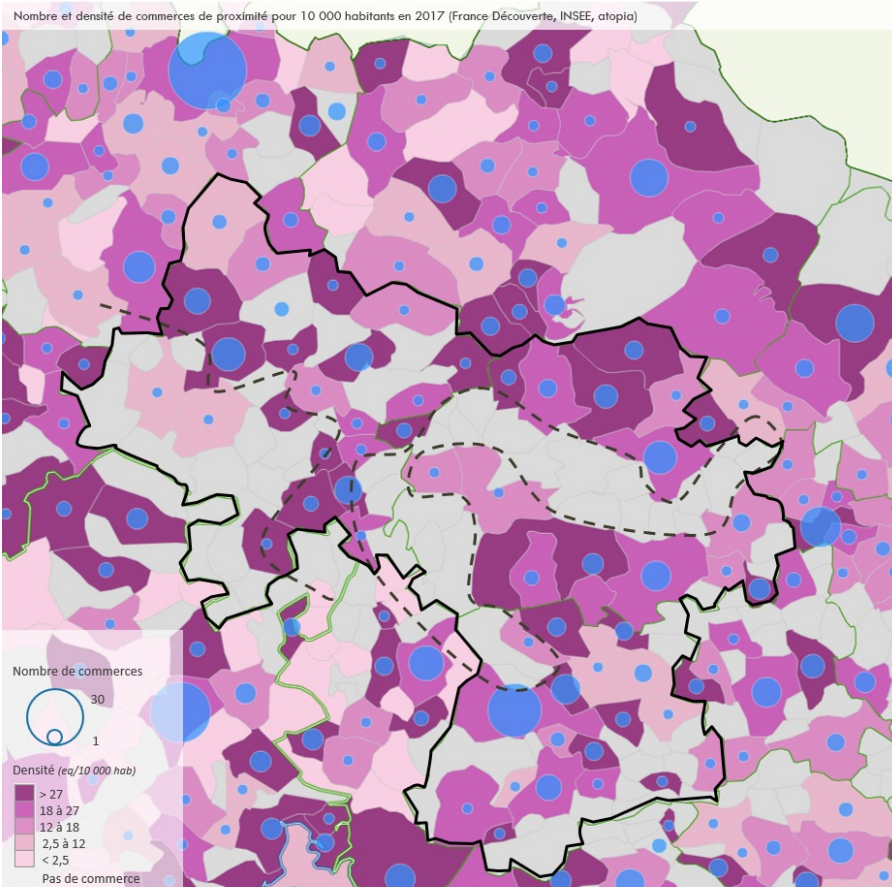 Nombre et densité de commerces de proximité pour 10 000 habitants en 2017 (France Découverte, INSEE, atopia)
Nombre de commerces
30
1
Densité (eq/10 000 hab)
> 27
18 à 27
12 à 18
2,5 à 12
< 2,5
Pas de commerce